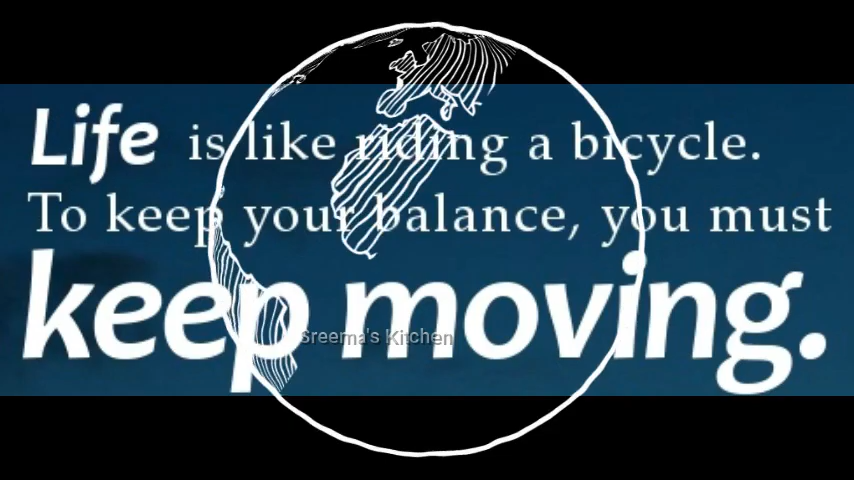 Life is like riding a bicycle.
To keep your balance, you must
keep moving.
Sreema's Kitchen